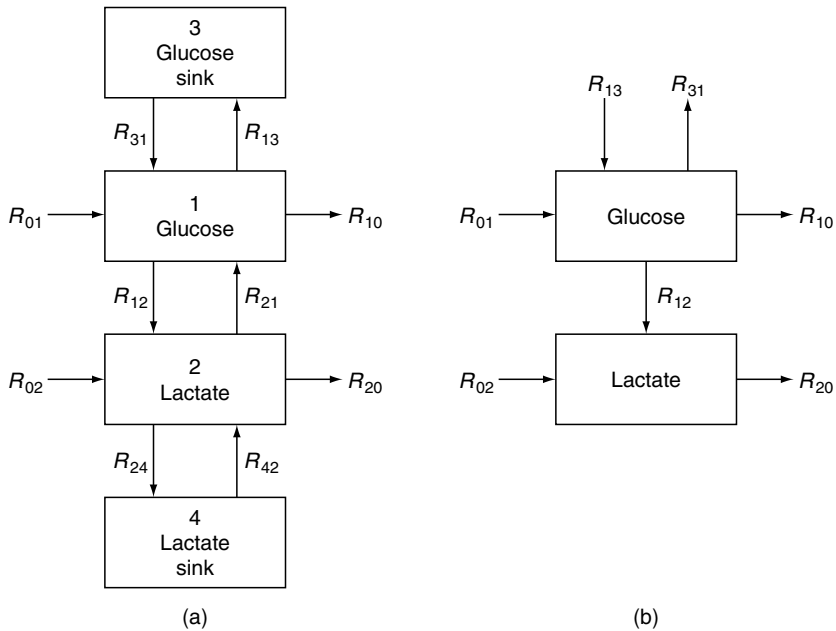 3
Glucose
sink
R31
R13
1
Glucose
R01
R10
R12
R21
2
Lactate
R02
R20
R24
R42
4
Lactate
sink
(a)
R13
R31
Glucose
R01
R10
R12
Lactate
R02
R20
(b)